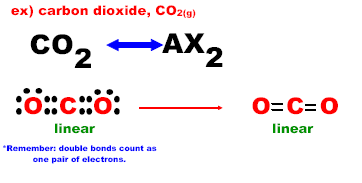 ex) carbon dioxide, CO2(g)
CO2 AX2
O C O O=C=O
linear linear
*Remember: double bonds count as
one pair of electrons.